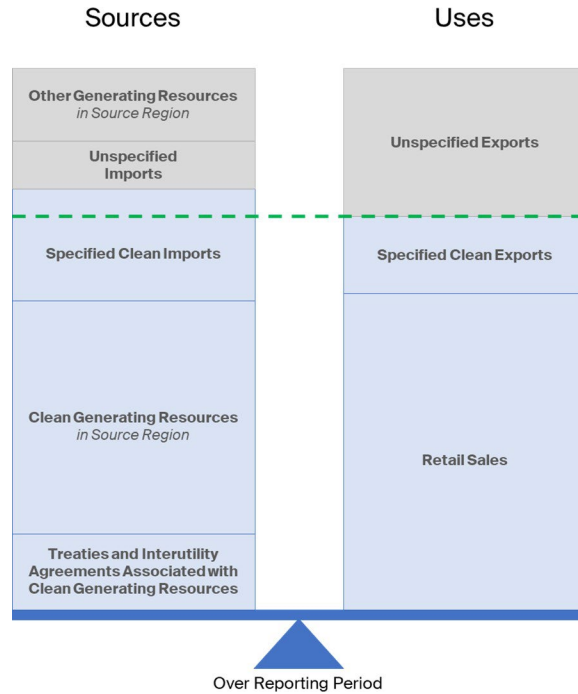 Sources
Uses
Other Generating Resources
in Source Region
Unspecified
Imports
Specified Clean Imports
Clean Generating Resources
in Source Region
Treaties and Interutility
Agreements Associated with
Clean Generating Resources
Unspecified Exports
Specified Clean Exports
Retail Sales
Over Reporting Period